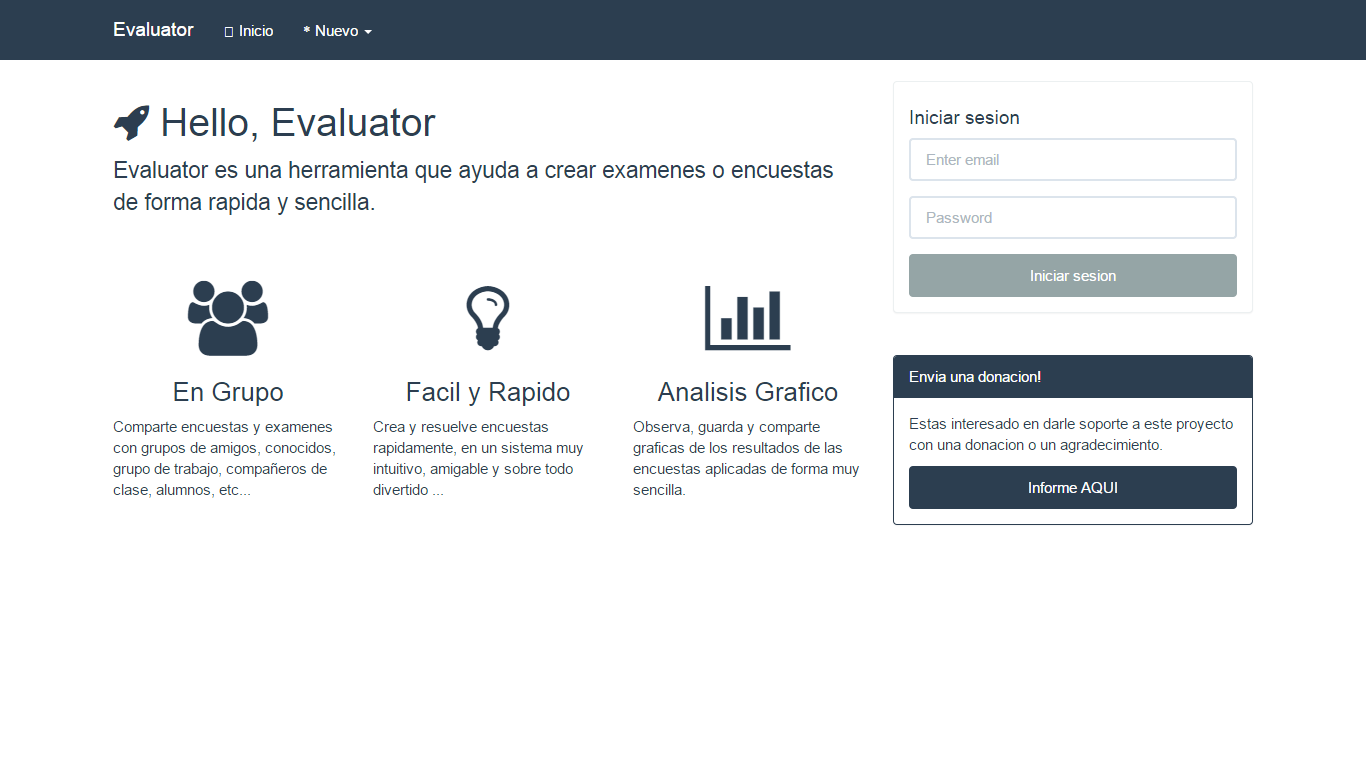 Evaluator
Inicio
* Nuevo
Hello, Evaluator
Evaluator es una herramienta que ayuda a crear examenes o encuestas
de forma rapida y sencilla.
En Grupo
Comparte encuestas y examenes
con grupos de amigos, conocidos,
grupo de trabajo, compañeros de
clase, alumnos, etc...
Facil y Rapido
Crea y resuelve encuestas
rapidamente, en un sistema muy
intuitivo, amigable y sobre todo
divertido ...
Analisis Grafico
Observa, guarda y comparte
graficas de los resultados de las
encuestas aplicadas de forma muy
sencilla.
Iniciar sesion
Enter email
Password
Iniciar sesion
Envia una donacion!
Estas interesado en darle soporte a este proyecto
con una donacion o un agradecimiento.
Informe AQUI